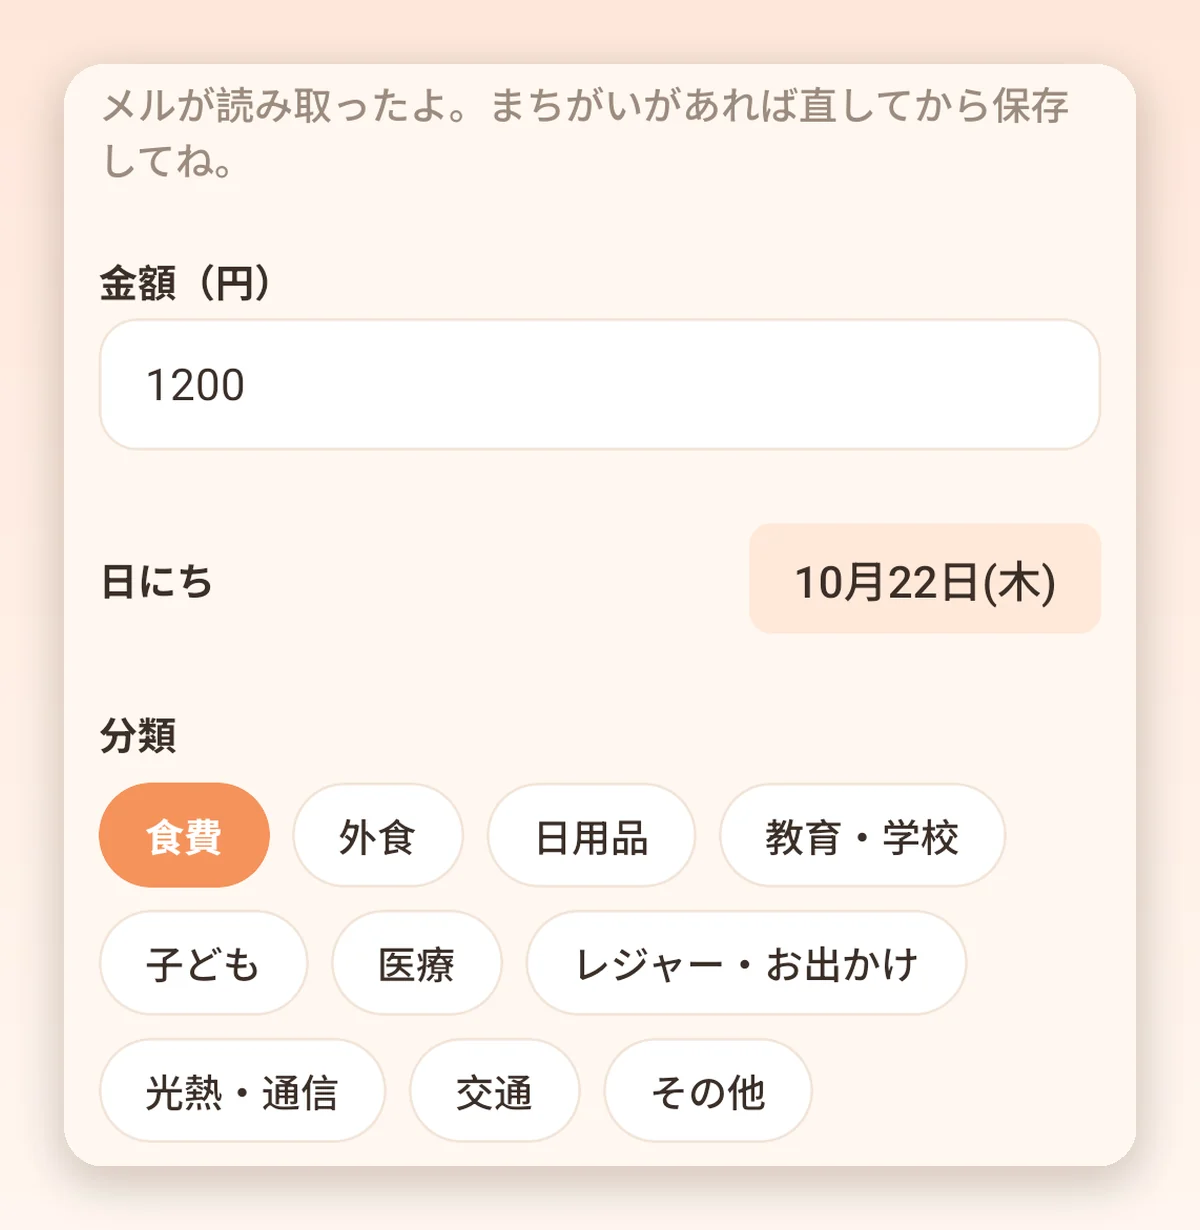 メルが読み取ったよ。まちがいがあれば直してから保存
してね。
金額（円）
1200
日にち
10月22日(木)
分類
食費
外食
日用品
教育・学校
子ども
医療
レジャー・お出かけ
光熱・通信
交通
その他